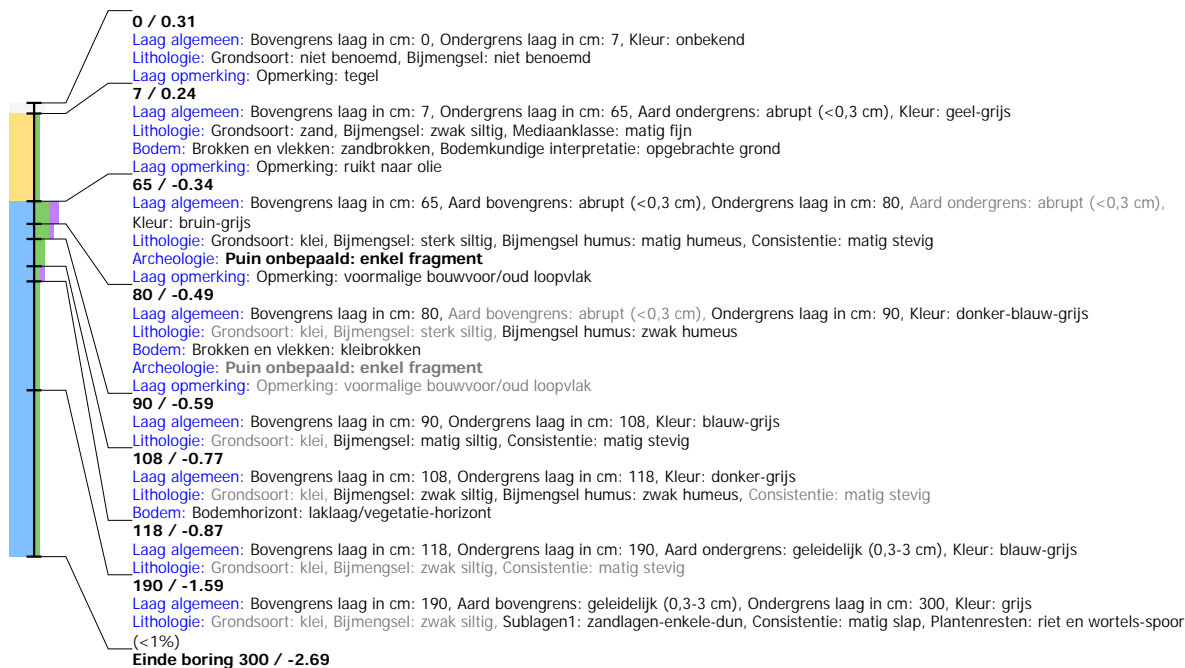 0 / 0.31
Laag algemeen: Bovengrens laag in cm: 0, Ondergrens laag in cm: 7, Kleur: onbekend
Lithologie: Grondsoort: niet benoemd, Bijmengsel: niet benoemd
Laag opmerking: Opmerking: tegel
7 / 0.24
Laag algemeen: Bovengrens laag in cm: 7, Ondergrens laag in cm: 65, Aard ondergrens: abrupt (<0,3 cm), Kleur: geel-grijs
Lithologie: Grondsoort: zand, Bijmengsel: zwak siltig, Mediaanklasse: matig fijn
Bodem: Brokken en vlekken: zandbrokken, Bodemkundige interpretatie: opgebrachte grond
Laag opmerking: Opmerking: ruikt naar olie
65 / -0.34
Laag algemeen: Bovengrens laag in cm: 65, Aard bovengrens: abrupt (<0,3 cm), Ondergrens laag in cm: 80, Aard ondergrens: abrupt (<0,3 cm),
Kleur: bruin-grijs
Lithologie: Grondsoort: klei, Bijmengsel: sterk siltig, Bijmengsel humus: matig humeus, Consistentie: matig stevig
Archeologie: Puin onbepaald: enkel fragment
Laag opmerking: Opmerking: voormalige bouwvoor/oud loopvlak
80 / -0.49
Laag algemeen: Bovengrens laag in cm: 80, Aard bovengrens: abrupt (<0,3 cm), Ondergrens laag in cm: 90, Kleur: donker-blauw-grijs
Lithologie: Grondsoort: klei, Bijmengsel: sterk siltig, Bijmengsel humus: zwak humeus
Bodem: Brokken en vlekken: kleibrokken
Archeologie: Puin onbepaald: enkel fragment
Laag opmerking: Opmerking: voormalige bouwvoor/oud loopvlak
90 / -0.59
Laag algemeen: Bovengrens laag in cm: 90, Ondergrens laag in cm: 108, Kleur: blauw-grijs
Lithologie: Grondsoort: klei, Bijmengsel: matig siltig, Consistentie: matig stevig
108 / -0.77
Laag algemeen: Bovengrens laag in cm: 108, Ondergrens laag in cm: 118, Kleur: donker-grijs
Lithologie: Grondsoort: klei, Bijmengsel: zwak siltig, Bijmengsel humus: zwak humeus, Consistentie: matig stevig
Bodem: Bodemhorizont: laklaag/vegetatie-horizont
118 / -0.87
Laag algemeen: Bovengrens laag in cm: 118, Ondergrens laag in cm: 190, Aard ondergrens: geleidelijk (0,3-3 cm), Kleur: blauw-grijs
Lithologie: Grondsoort: klei, Bijmengsel: zwak siltig, Consistentie: matig stevig
190 / -1.59
Laag algemeen: Bovengrens laag in cm: 190, Aard bovengrens: geleidelijk (0,3-3 cm), Ondergrens laag in cm: 300, Kleur: grijs
Lithologie: Grondsoort: klei, Bijmengsel: zwak siltig, Sublagen1: zandlagen-enkele-dun, Consistentie: matig slap, Plantenresten: riet en wortels-spoor
(<1%)
Einde boring 300 / -2.69